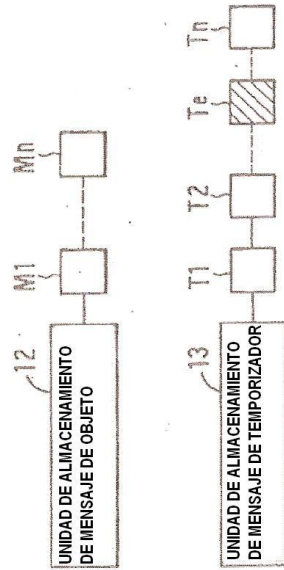 12
UNIDAD DE ALMACENAMIENTO
DE MENSAJE DE OBJETO
M1
Mn
13
UNIDAD DE ALMACENAMIENTO
DE MENSAJE DE TEMPORIZADOR
T1
T2
Te
Tn